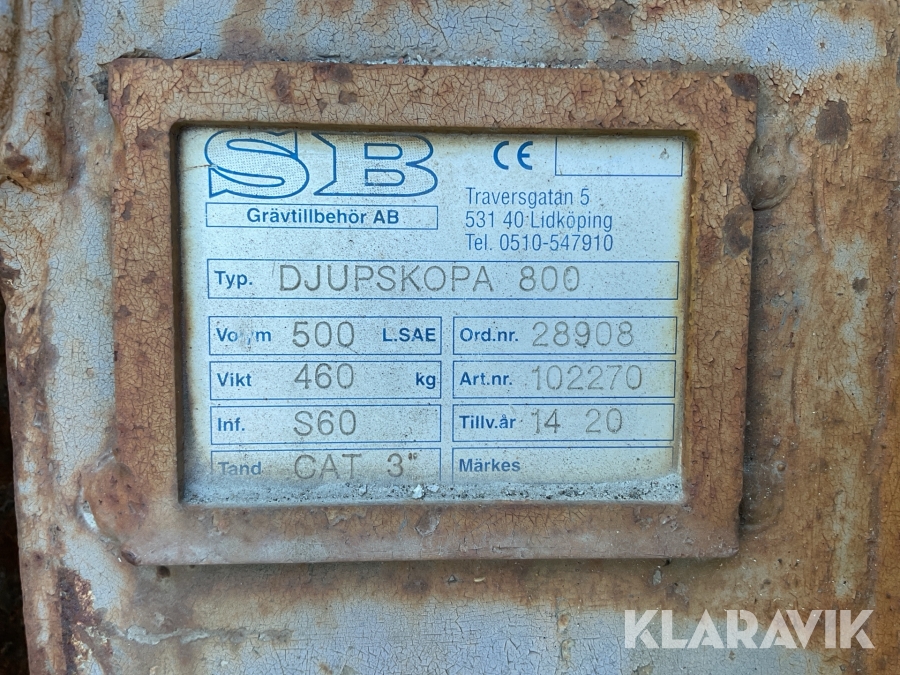 SB
Grävtillbehör AB
CE
Traversgatan 5
531 40 Lidköping
Tel. 0510-547910
Typ. DJUPSKOPA 800
Volym 500 L.SAE
Ord.nr. 28908
Vikt 460 kg
Art.nr. 102270
Inf. S60
Tillv.år 14 20
Tand CAT 3"
Märkes
KLARAVIK